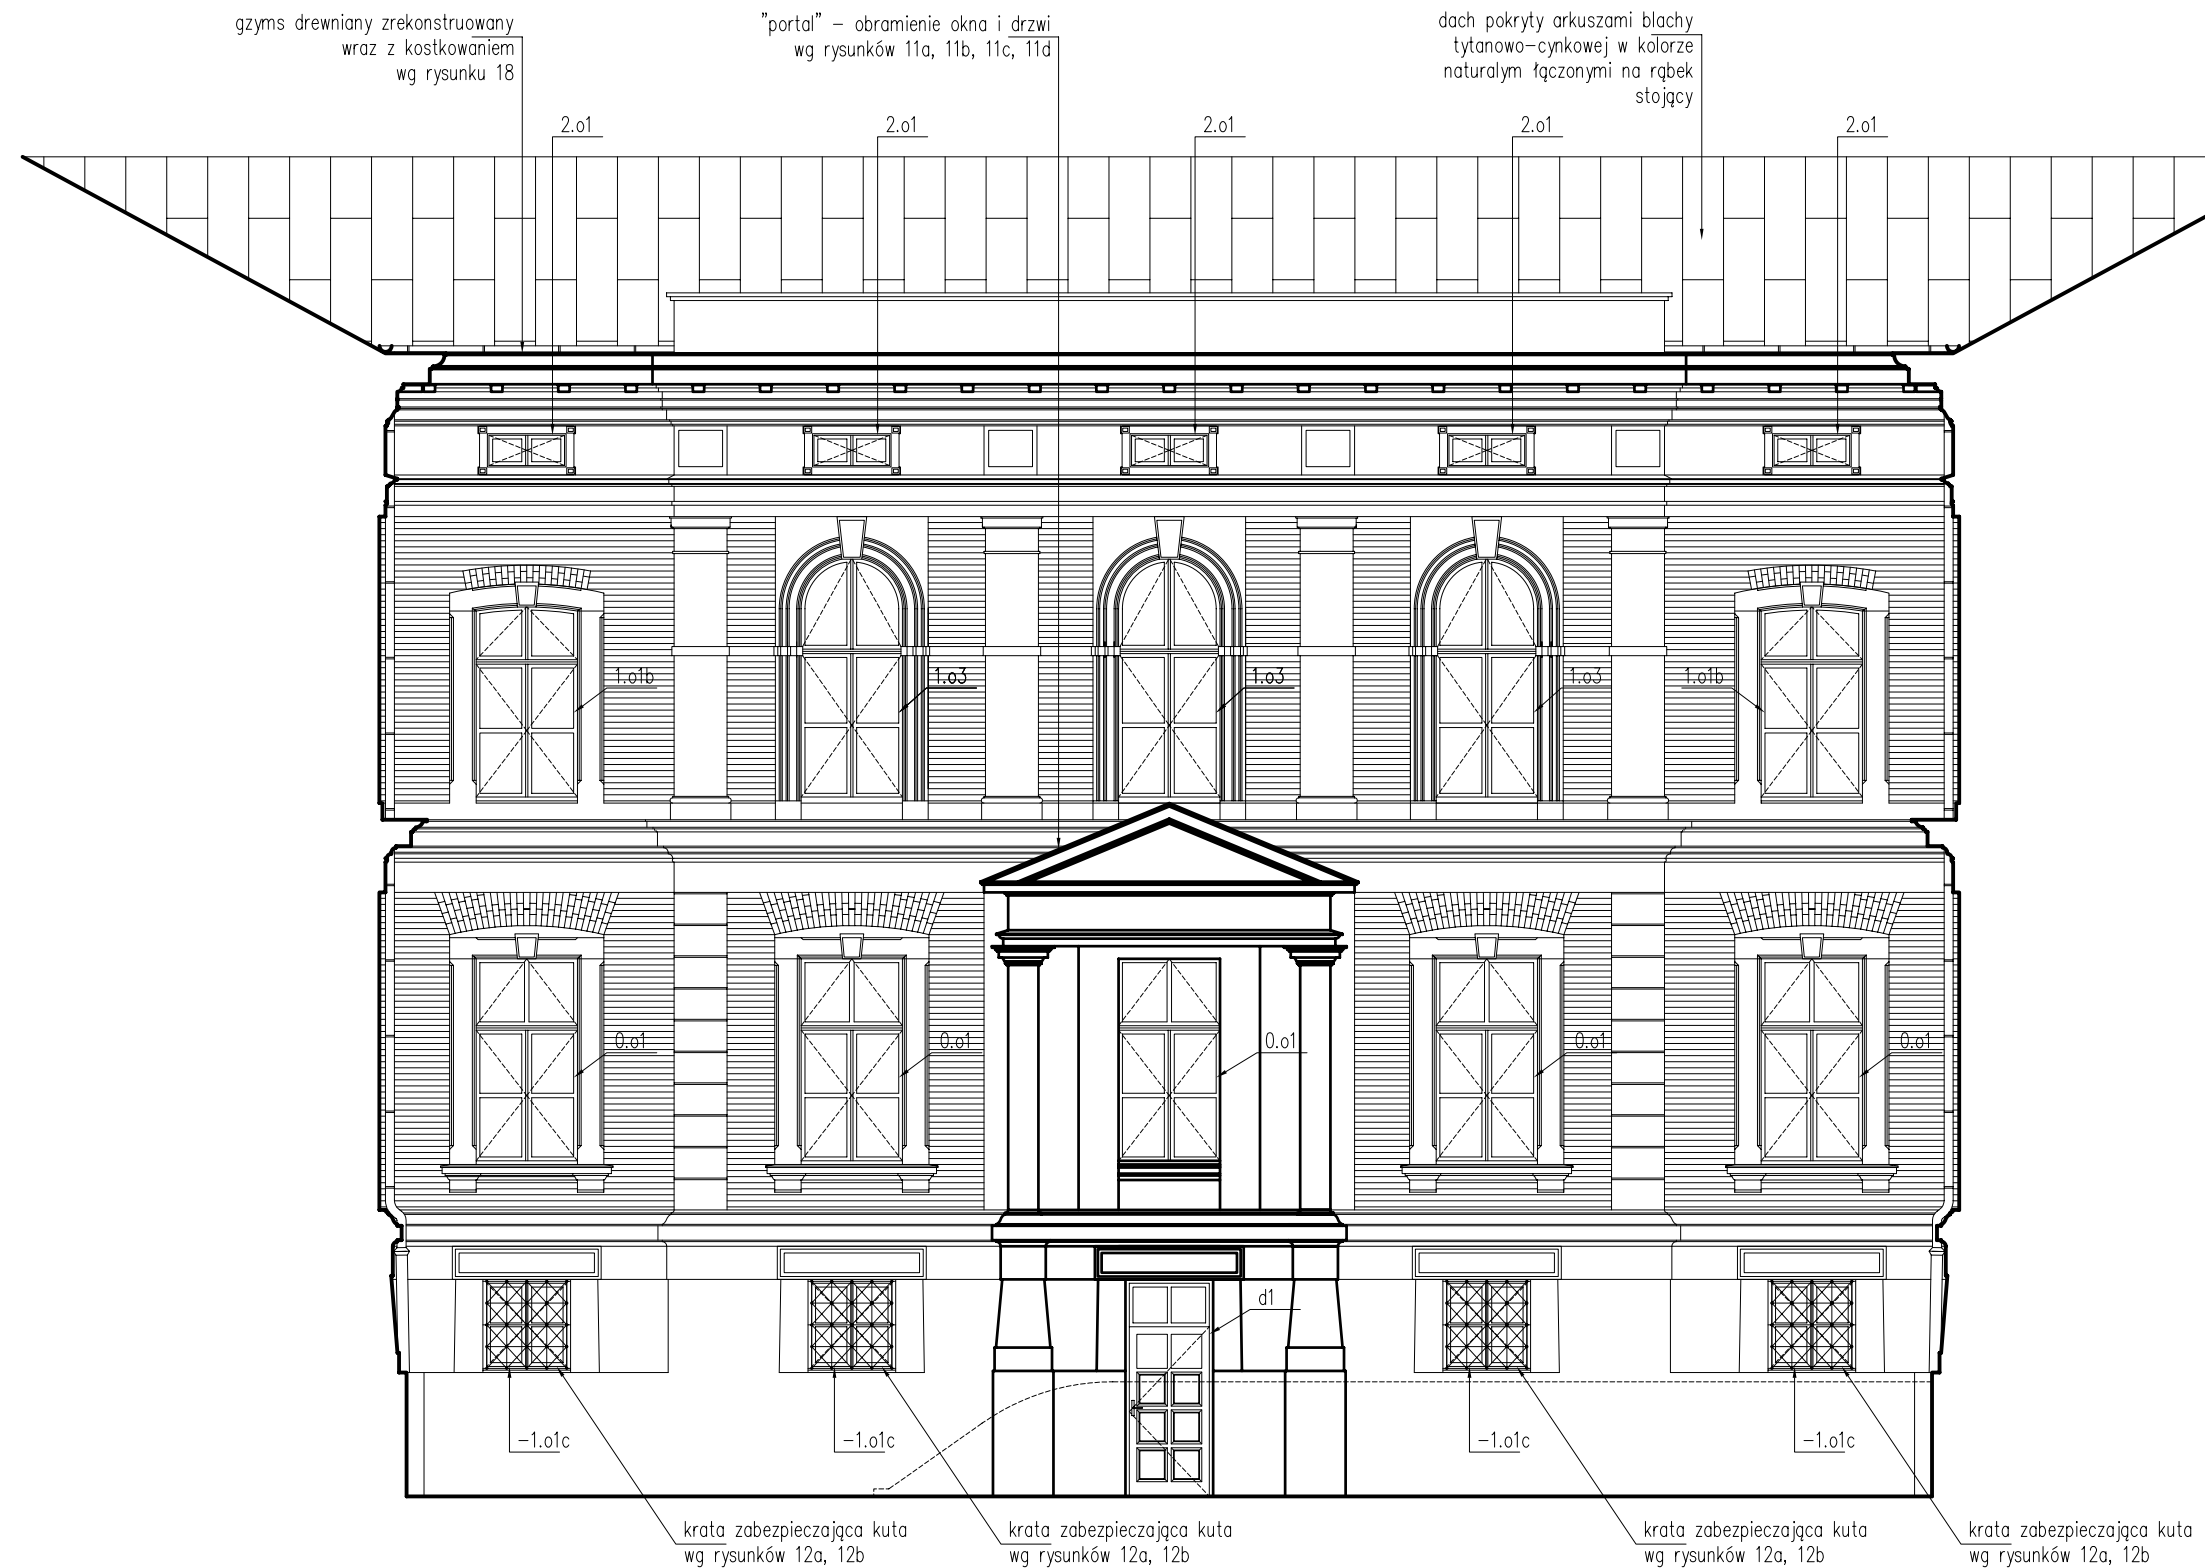 gzyms drewniany zrekonstruowany
wraz z kostkowaniem
wg rysunku 18
"portal" – obramienie okna i drzwi
wg rysunków 11a, 11b, 11c, 11d
dach pokryty arkuszami blachy
tytanowo–cynkowej w kolorze
naturalym łączonymi na rąbek
stojący
2.o1
2.o1
2.o1
2.o1
2.o1
1.o1b
1.o3
1.o3
1.o3
1.o1b
0.o1
0.o1
0.o1
0.o1
0.o1
d1
–1.o1c
–1.o1c
–1.o1c
–1.o1c
krata zabezpieczająca kuta
wg rysunków 12a, 12b
krata zabezpieczająca kuta
wg rysunków 12a, 12b
krata zabezpieczająca kuta
wg rysunków 12a, 12b
krata zabezpieczająca kuta
wg rysunków 12a, 12b